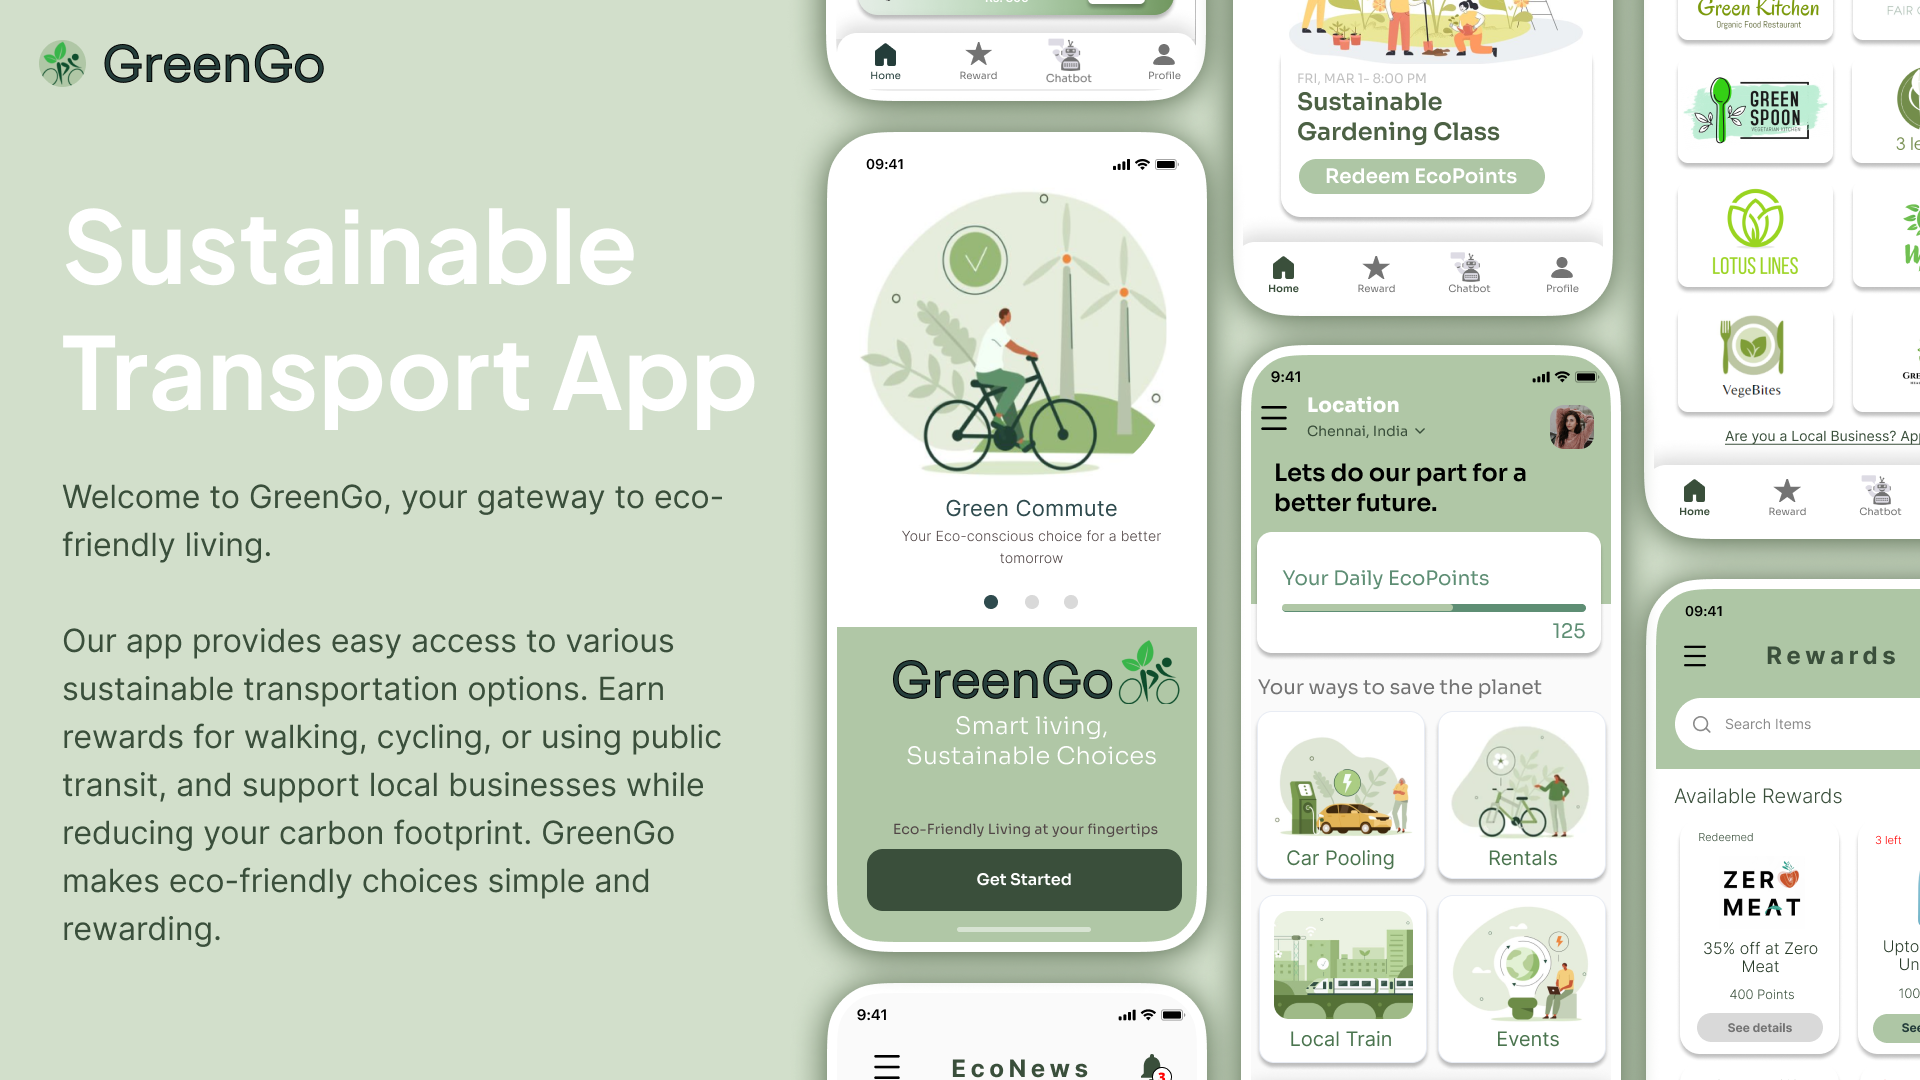 GreenGo
Sustainable
Transport App
Welcome to GreenGo, your gateway to eco-
friendly living.
Our app provides easy access to various
sustainable transportation options. Earn
rewards for walking, cycling, or using public
transit, and support local businesses while
reducing your carbon footprint. GreenGo
makes eco-friendly choices simple and
rewarding.
Home
Reward
Chatbot
Profile
09:41
Green Commute
Your Eco-conscious choice for a better
tomorrow
GreenGo
Smart living,
Sustainable Choices
Eco-Friendly Living at your fingertips
Get Started
9:41
EcoNews
3
FRI, MAR 1- 8:00 PM
Sustainable
Gardening Class
Redeem EcoPoints
Home
Reward
Chatbot
Profile
9:41
Location
Chennai, India
Lets do our part for a
better future.
Your Daily EcoPoints
125
Your ways to save the planet
Car Pooling
Rentals
Local Train
Events
Green Kitchen
Organic Food Restaurant
GREEN
SPOON
VEGETARIAN KITCHEN
LOTUS LINES
VegeBites
Are you a Local Business?
Home
Reward
Chatbot
09:41
Rewards
Search Items
Available Rewards
Redeemed
3 left
ZERO
MEAT
35% off at Zero
Meat
400 Points
See details